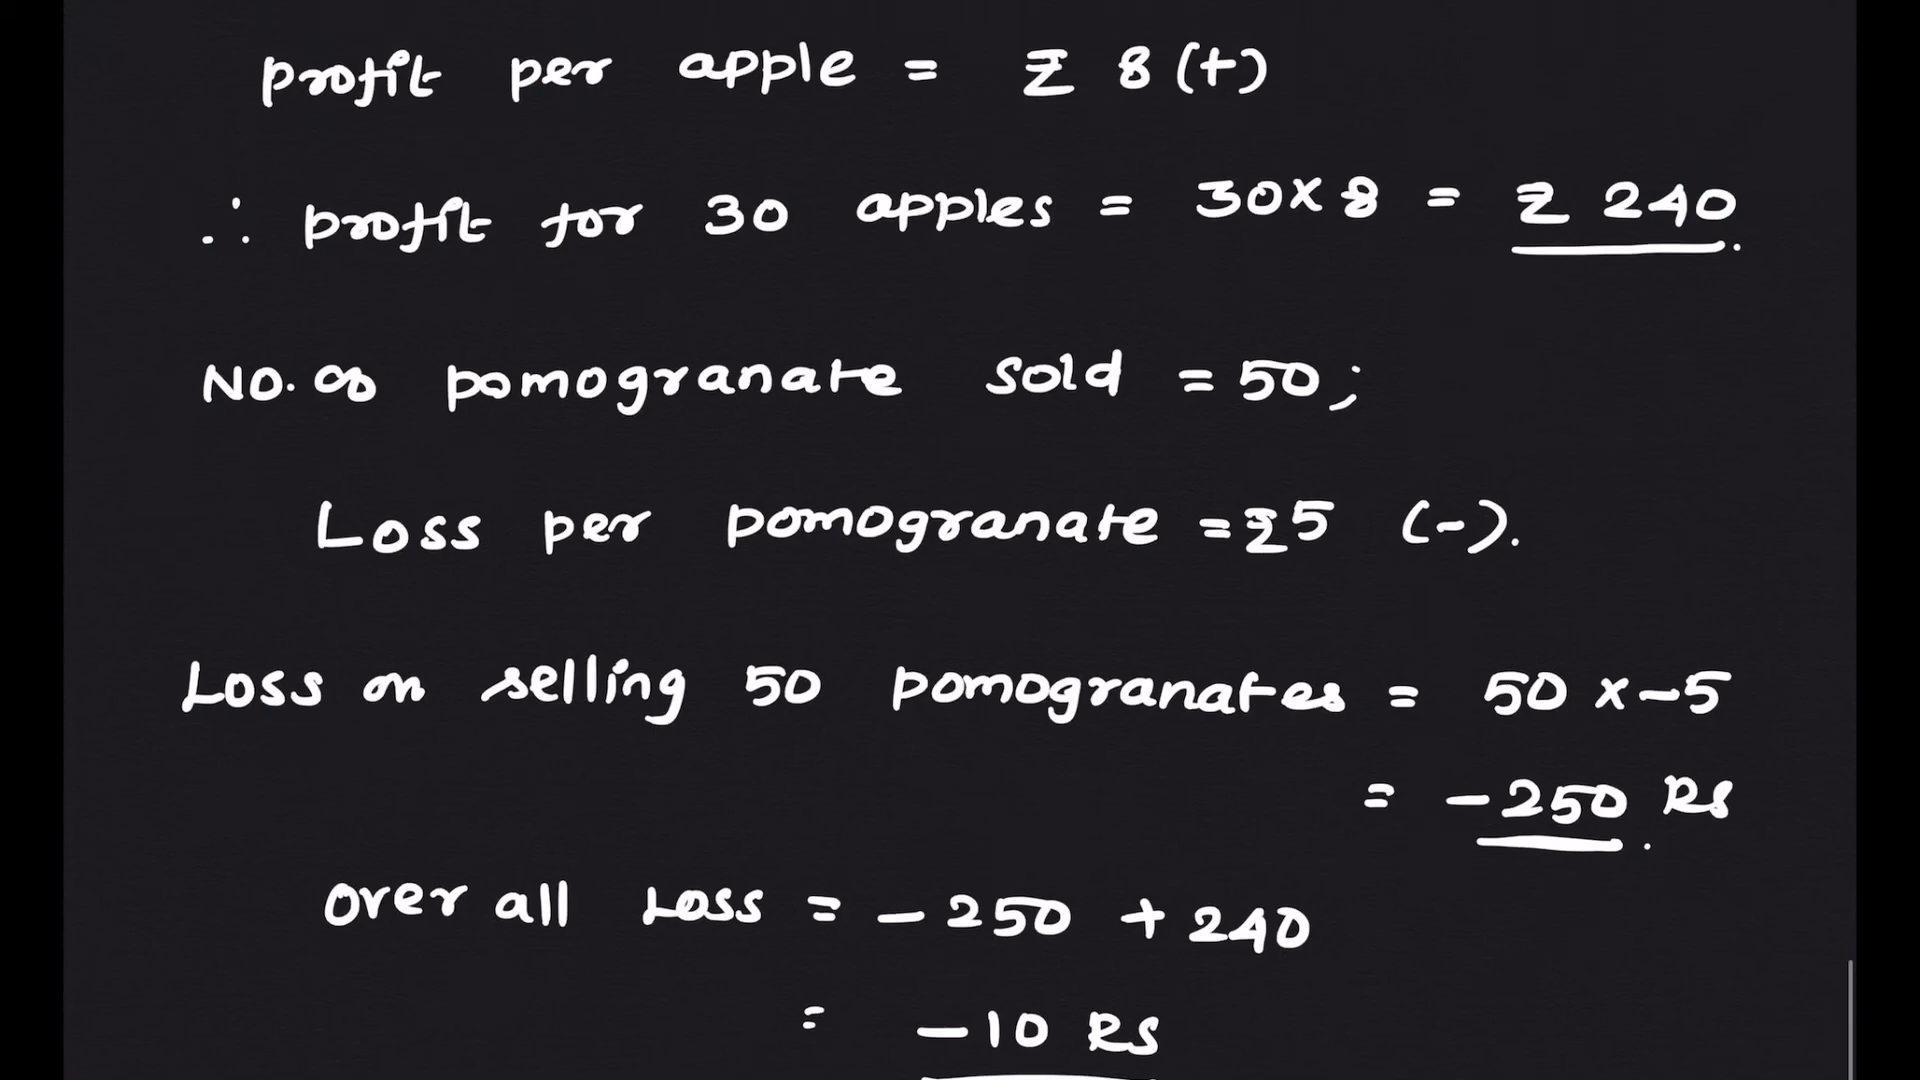 profit per apple = ₹ 8 (+)
∴ profit for 30 apples = 30 × 8 = ₹ 240.
NO. of pomogranate sold = 50;
Loss per pomogranate = ₹5 (-).
Loss on selling 50 pomogranates = 50 × -5
= -250 Rs.
over all Loss = - 250 + 240
= -10 RS